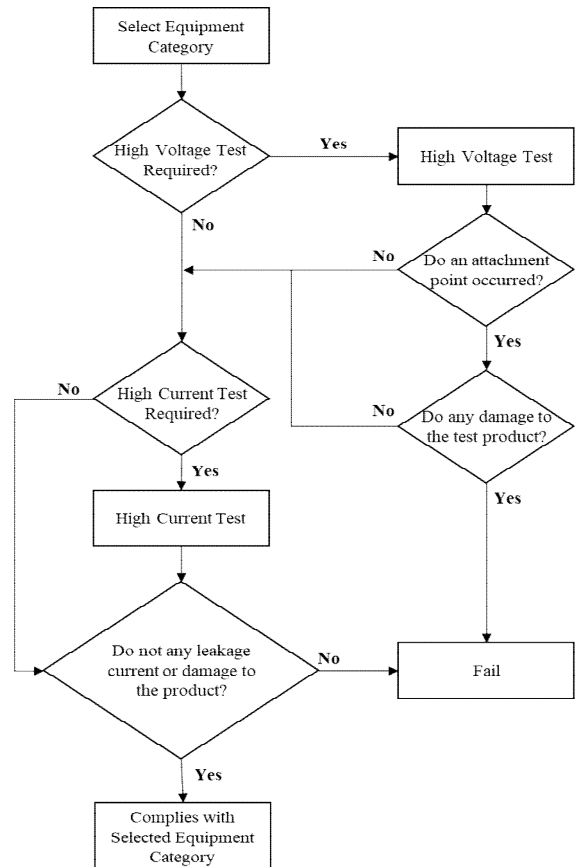 Select Equipment
Category
High Voltage Test
Required?
Yes
High Voltage Test
No
No
Do an attachment
point occurred?
Yes
No
High Current Test
Required?
No
Do any damage to
the test product?
Yes
Yes
High Current Test
Do not any leakage
current or damage to
the product?
No
Fail
Yes
Complies with
Selected Equipment
Category